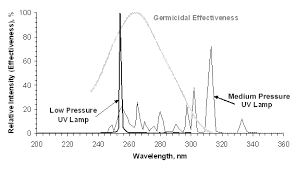 Relative Intensity (Effectiveness), %
100
90
80
70
60
50
40
30
20
10
0
Germicidal Effectiveness
Low Pressure
UV Lamp
Medium Pressure
UV Lamp
200 220 240 260 280 300 320 340 360
Wavelength, nm